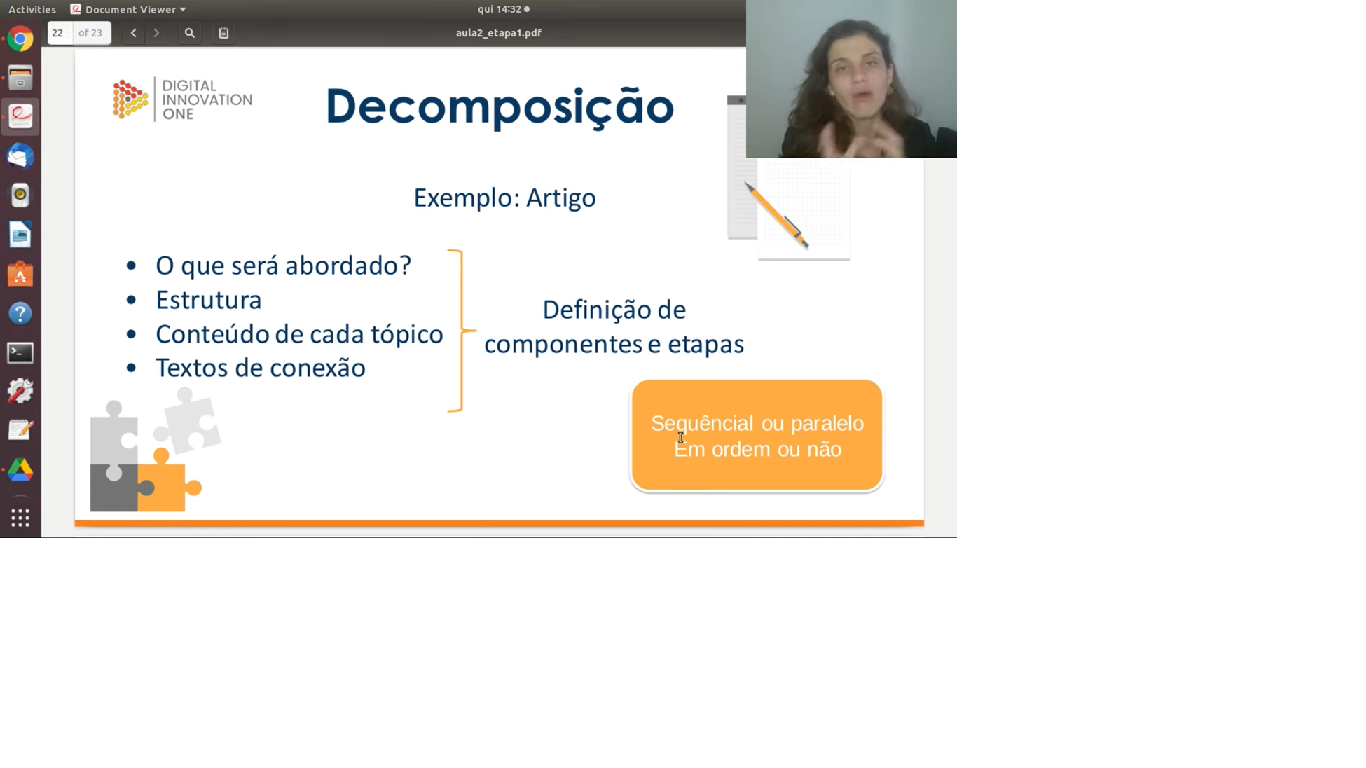 Activities
Document Viewer
qui 14:32
22 of 23
aula2_etapa1.pdf
DIGITAL
INNOVATION
ONE
Decomposição
Exemplo: Artigo
• O que será abordado?
• Estrutura
• Conteúdo de cada tópico
• Textos de conexão
Definição de
componentes e etapas
Sequêncial ou paralelo
Em ordem ou não